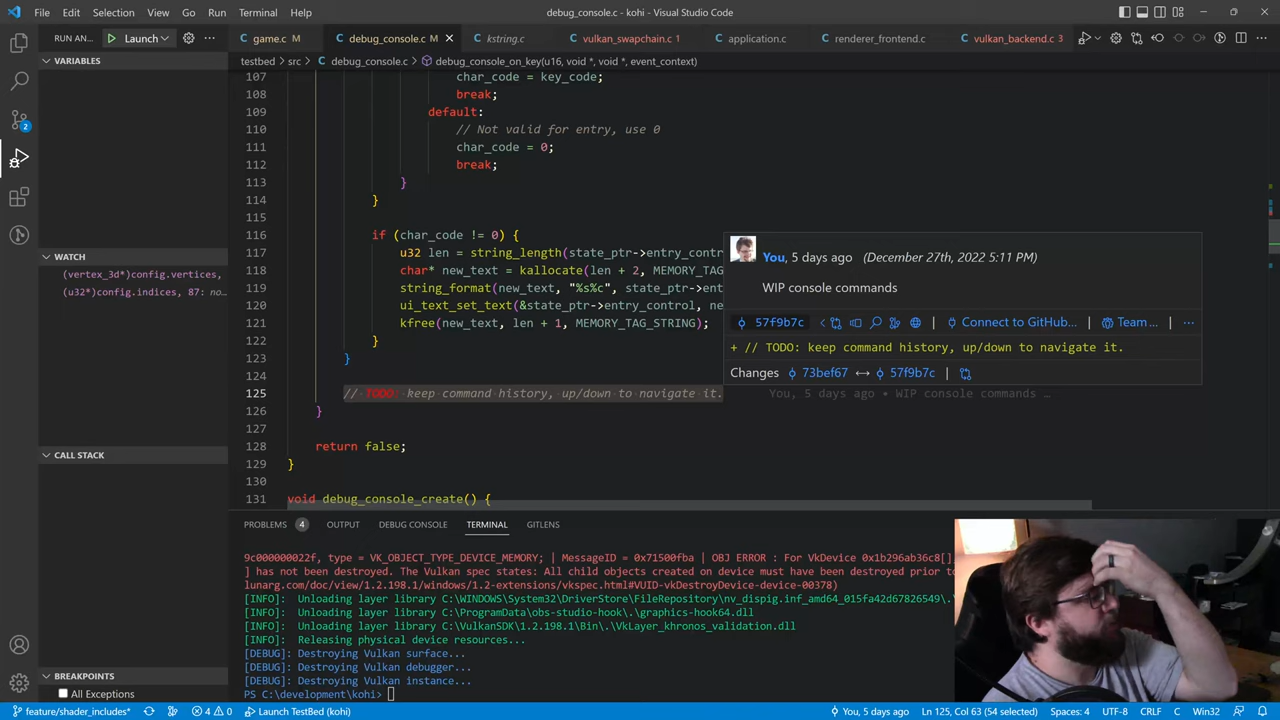 File Edit Selection View Go Run Terminal Help
debug_console.c - kohi - Visual Studio Code
RUN AN... Launch
game.c M debug_console.c M kstring.c vulkan_swapchain.c 1 application.c renderer_frontend.c vulkan_backend.c 3
VARIABLES
testbed > src > debug_console.c > debug_console_on_key(u16, void *, void *, event_context)
107 char_code = key_code;
108 break;
109 default:
110 // Not valid for entry, use 0
111 char_code = 0;
112 break;
113 }
114 }
115
116 if (char_code != 0) {
117 u32 len = string_length(state_ptr->entry_contr
118 char* new_text = kallocate(len + 2, MEMORY_TAG
119 string_format(new_text, "%s%c", state_ptr->entr
120 ui_text_set_text(&state_ptr->entry_control, ne
121 kfree(new_text, len + 1, MEMORY_TAG_STRING);
122 }
123 }
124
125 // TODO: keep command history, up/down to navigate it. You, 5 days ago • WIP console commands …
126 }
127
128 return false;
129 }
130
131 void debug_console_create() {
You, 5 days ago (December 27th, 2022 5:11 PM)
WIP console commands
57f9b7c | Connect to GitHub... | Team... | ...
+ // TODO: keep command history, up/down to navigate it.
Changes 73bef67 57f9b7c |
WATCH
(vertex_3d*)config.vertices,
(u32*)config.indices, 87: no...
CALL STACK
BREAKPOINTS
All Exceptions
PROBLEMS 4 OUTPUT DEBUG CONSOLE TERMINAL GITLENS
9c000000022f, type = VK_OBJECT_TYPE_DEVICE_MEMORY; | MessageID = 0x71500fba | OBJ ERROR : For VkDevice 0x1b296ab36c8[]
] has not been destroyed. The Vulkan spec states: All child objects created on device must have been destroyed prior to
lunarg.com/doc/view/1.2.198.1/windows/1.2-extensions/vkspec.html#VUID-vkDestroyDevice-device-00378)
[INFO]: Unloading layer library C:\WINDOWS\System32\DriverStore\FileRepository\nv_dispig.inf_amd64_015fa42d67826549\.\
[INFO]: Unloading layer library C:\ProgramData\obs-studio-hook\.\graphics-hook64.dll
[INFO]: Unloading layer library C:\VulkanSDK\1.2.198.1\Bin\.\VkLayer_khronos_validation.dll
[INFO]: Releasing physical device resources...
[DEBUG]: Destroying Vulkan surface...
[DEBUG]: Destroying Vulkan debugger...
[DEBUG]: Destroying Vulkan instance...
PS C:\development\kohi>
feature/shader_includes* 4 0 Launch TestBed (kohi) You, 5 days ago Ln 125, Col 63 (54 selected) Spaces: 4 UTF-8 CRLF C Win32